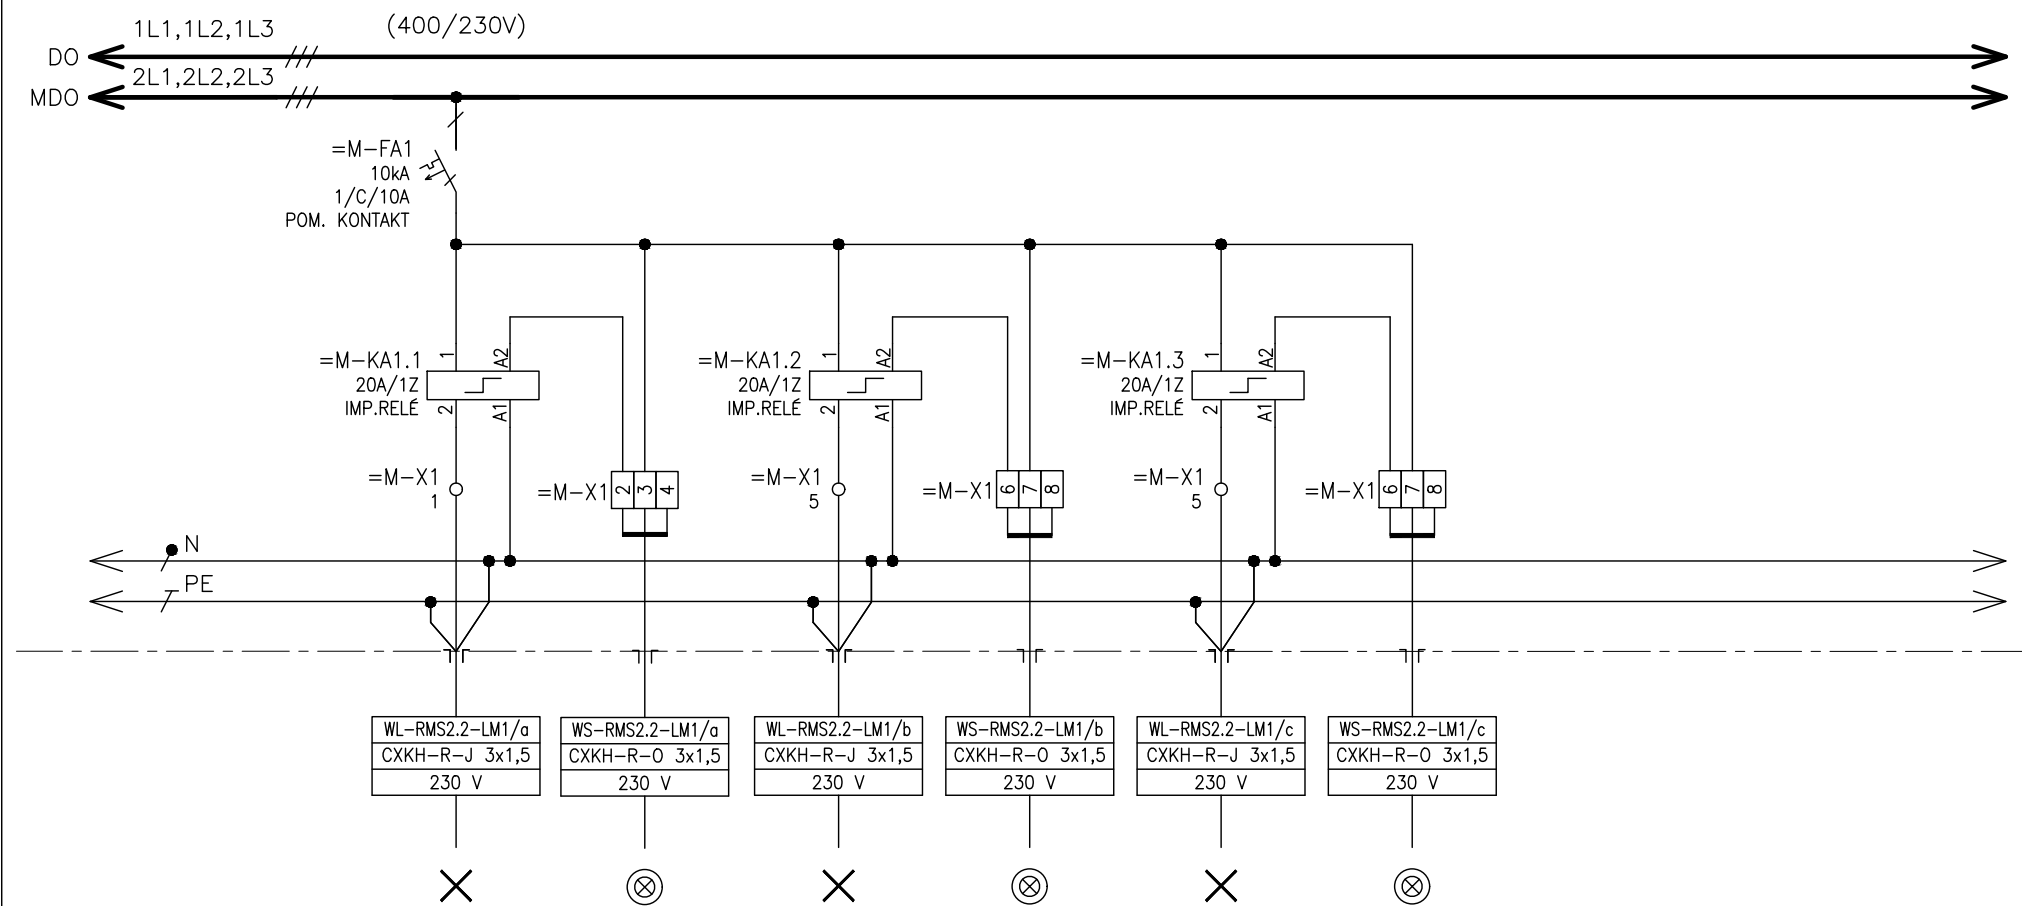 1L1,1L2,1L3
(400/230V)
DO
2L1,2L2,2L3
MDO
=M-FA1
10kA
1/C/10A
POM. KONTAKT
=M-KA1.1
20A/1Z
IMP.RELÉ
1
A2
2
A1
=M-KA1.2
20A/1Z
IMP.RELÉ
1
A2
2
A1
=M-KA1.3
20A/1Z
IMP.RELÉ
1
A2
2
A1
=M-X1
1
=M-X1
2 3 4
=M-X1
5
=M-X1
6 7 8
=M-X1
5
=M-X1
6 7 8
N
PE
WL-RMS2.2-LM1/a
CXKH-R-J 3x1,5
230 V
WS-RMS2.2-LM1/a
CXKH-R-O 3x1,5
230 V
WL-RMS2.2-LM1/b
CXKH-R-J 3x1,5
230 V
WS-RMS2.2-LM1/b
CXKH-R-O 3x1,5
230 V
WL-RMS2.2-LM1/c
CXKH-R-J 3x1,5
230 V
WS-RMS2.2-LM1/c
CXKH-R-O 3x1,5
230 V